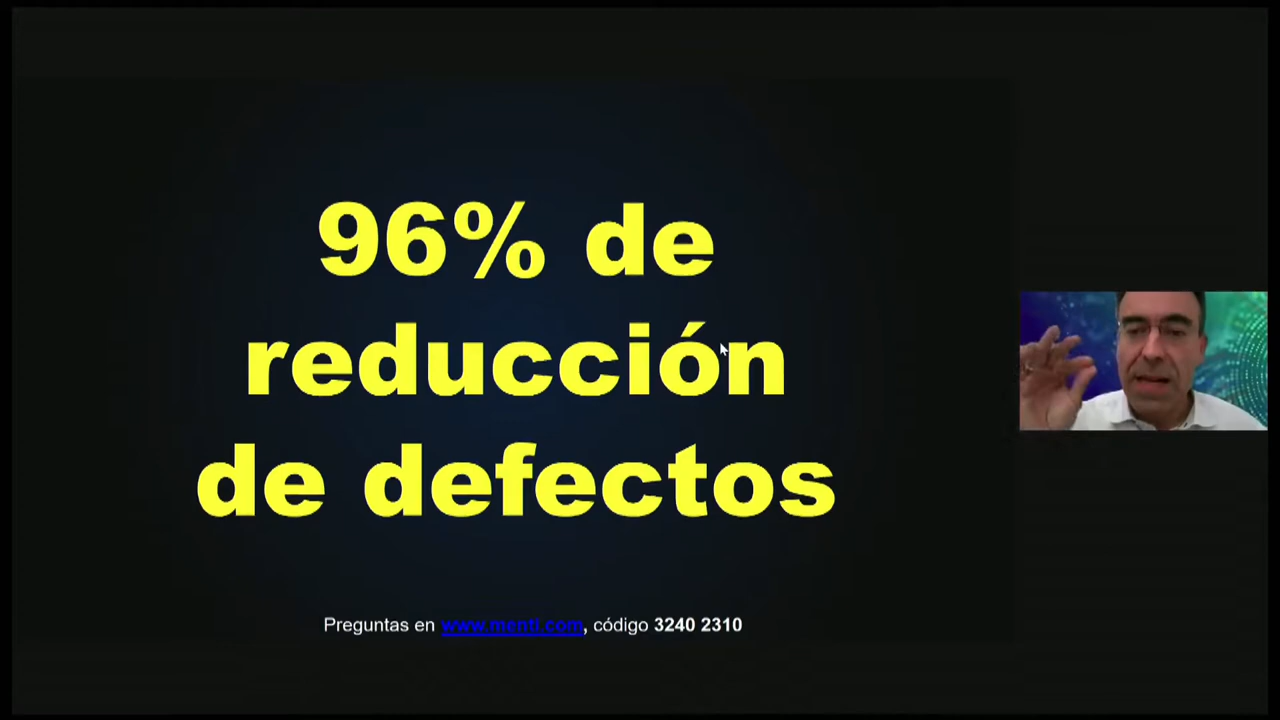 96% de
reducción
de defectos
Preguntas en www.menti.com, código 3240 2310